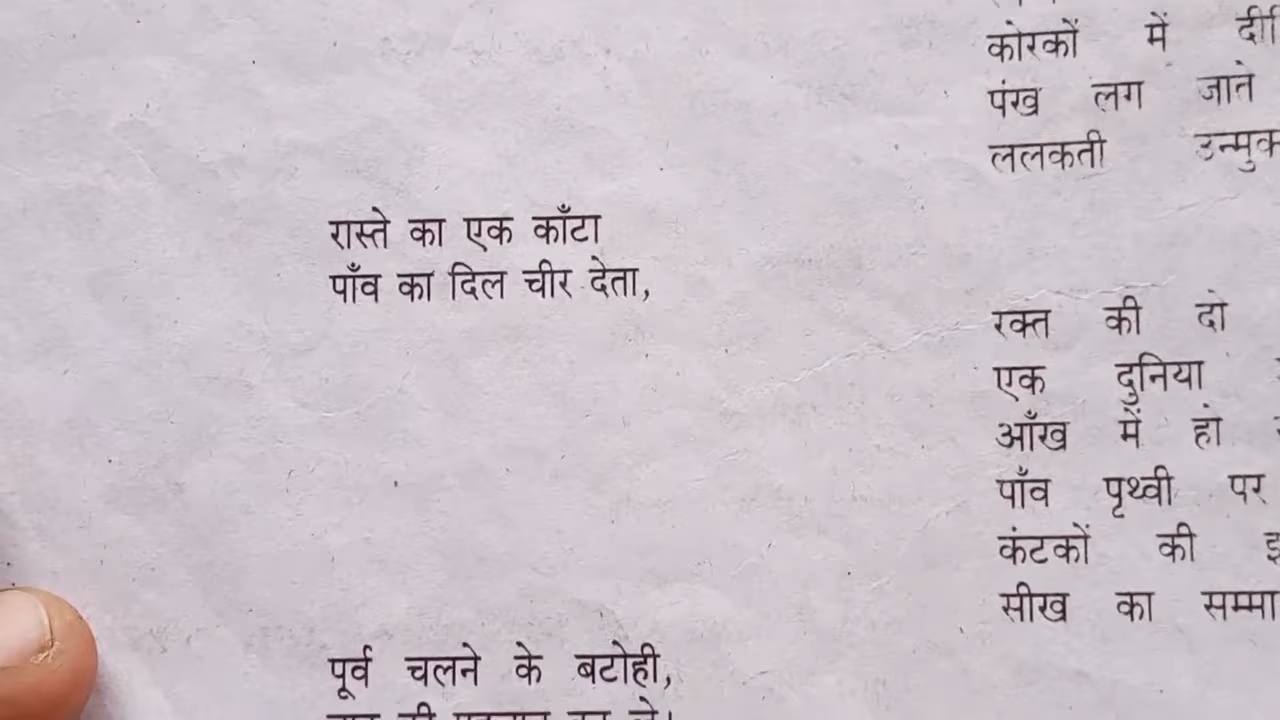 कोरकों में
पंख लग जाते
ललकती
रास्ते का एक काँटा
पाँव का दिल चीर देता,
रक्त की दो
एक दुनिया
आँख में हो
पाँव पृथ्वी पर
कंटकों की
सीख का
पूर्व चलने के बटोही,